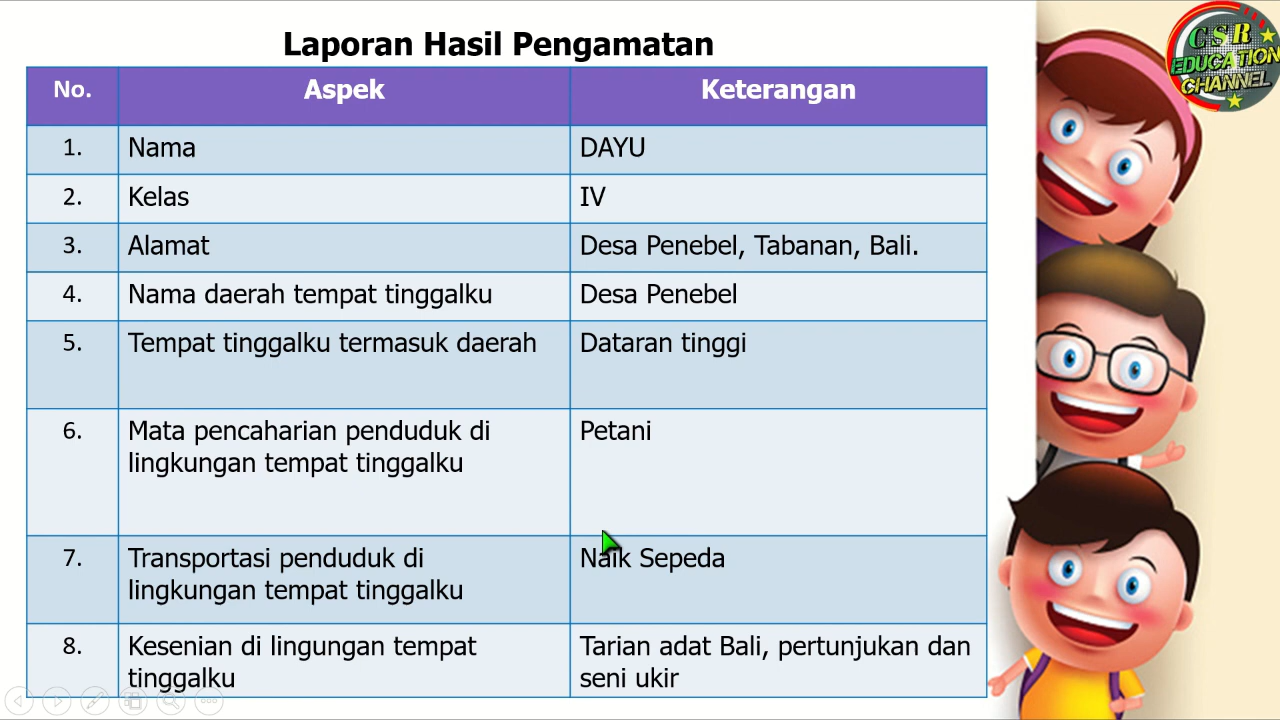 Laporan Hasil Pengamatan
No. Aspek Keterangan
1. Nama DAYU
2. Kelas IV
3. Alamat Desa Penebel, Tabanan, Bali.
4. Nama daerah tempat tinggalku Desa Penebel
5. Tempat tinggalku termasuk daerah Dataran tinggi
6. Mata pencaharian penduduk di Petani
lingkungan tempat tinggalku
7. Transportasi penduduk di Naik Sepeda
lingkungan tempat tinggalku
8. Kesenian di lingungan tempat Tarian adat Bali, pertunjukan dan
tinggalku seni ukir
CSR
EDUCATION
CHANNEL